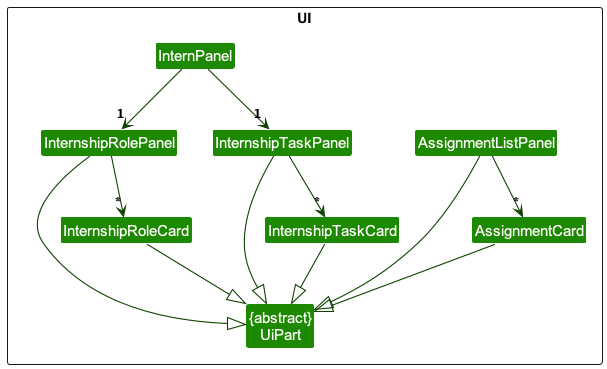 UI
InternPanel
1
1
InternshipRolePanel
InternshipTaskPanel
AssignmentListPanel
*
*
*
InternshipRoleCard
InternshipTaskCard
AssignmentCard
{abstract}
UiPart